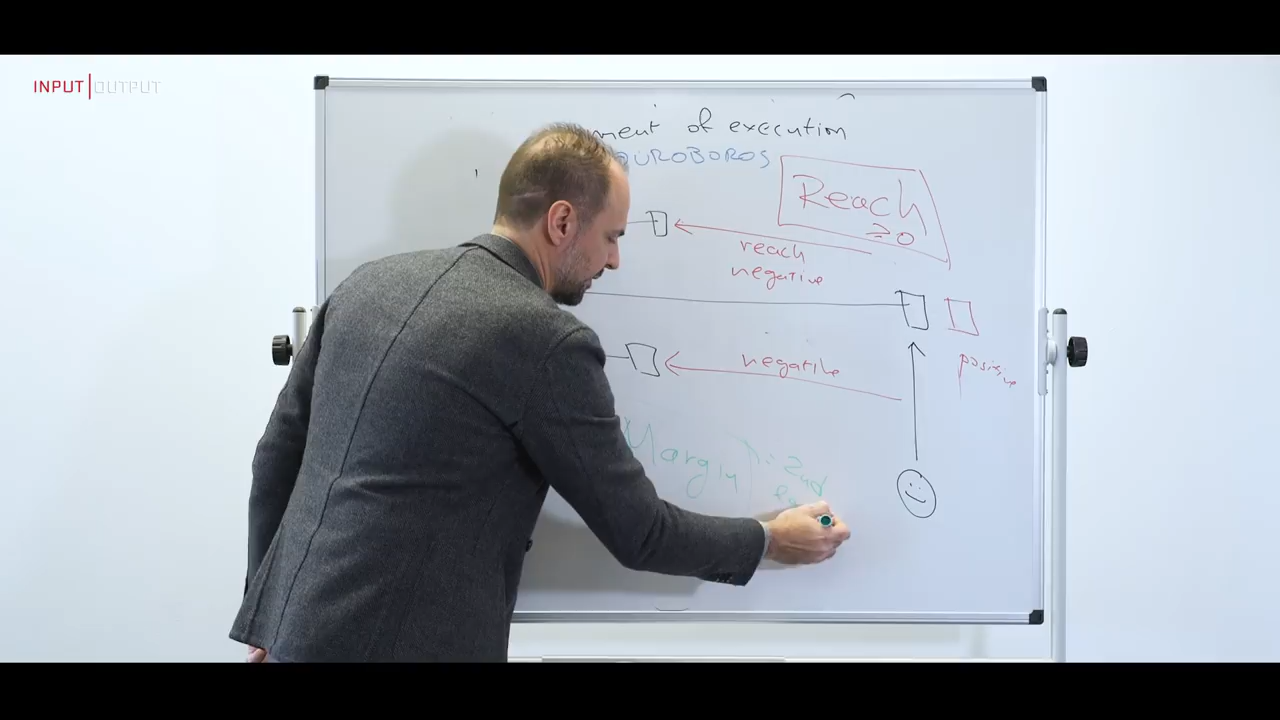 INPUT|OUTPUT
ment of execution
OUROBOROS
Reach
≥0
reach
negative
negative
positive
Margin
: 2nd